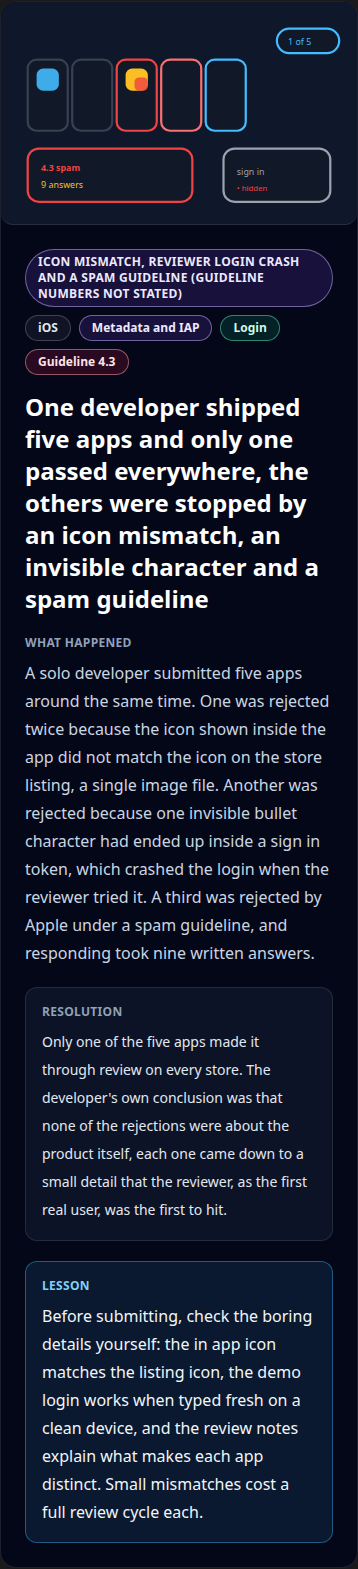 1 of 5
4.3 spam
9 answers
sign in
• hidden
ICON MISMATCH, REVIEWER LOGIN CRASH
AND A SPAM GUIDELINE (GUIDELINE
NUMBERS NOT STATED)
iOS
Metadata and IAP
Login
Guideline 4.3
One developer shipped
five apps and only one
passed everywhere, the
others were stopped by
an icon mismatch, an
invisible character and a
spam guideline
WHAT HAPPENED
A solo developer submitted five apps
around the same time. One was rejected
twice because the icon shown inside the
app did not match the icon on the store
listing, a single image file. Another was
rejected because one invisible bullet
character had ended up inside a sign in
token, which crashed the login when the
reviewer tried it. A third was rejected by
Apple under a spam guideline, and
responding took nine written answers.
RESOLUTION
Only one of the five apps made it
through review on every store. The
developer's own conclusion was that
none of the rejections were about the
product itself, each one came down to a
small detail that the reviewer, as the first
real user, was the first to hit.
LESSON
Before submitting, check the boring
details yourself: the in app icon
matches the listing icon, the demo
login works when typed fresh on a
clean device, and the review notes
explain what makes each app
distinct. Small mismatches cost a
full review cycle each.